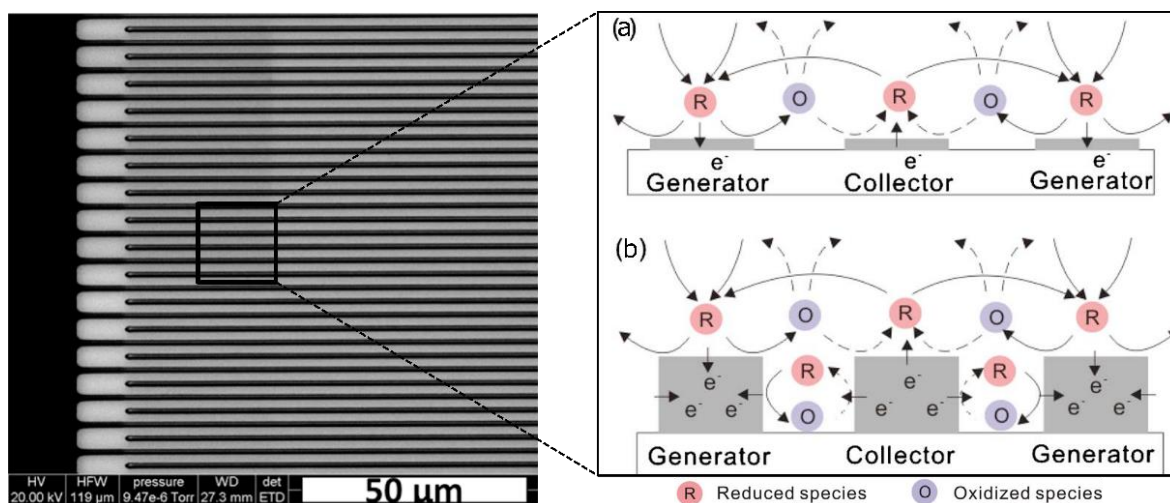 (a)
R
O
R
O
R
e-
e-
e-
Generator
Collector
Generator
(b)
R
O
R
O
R
R
R
O
O
e-
e- e-
e-
e- e-
e-
e- e-
Generator
Collector
Generator
R Reduced species
O Oxidized species
HV HFW pressure WD det
20.00 kV 119 µm 9.47e-6 Torr 27.3 mm ETD
50 µm